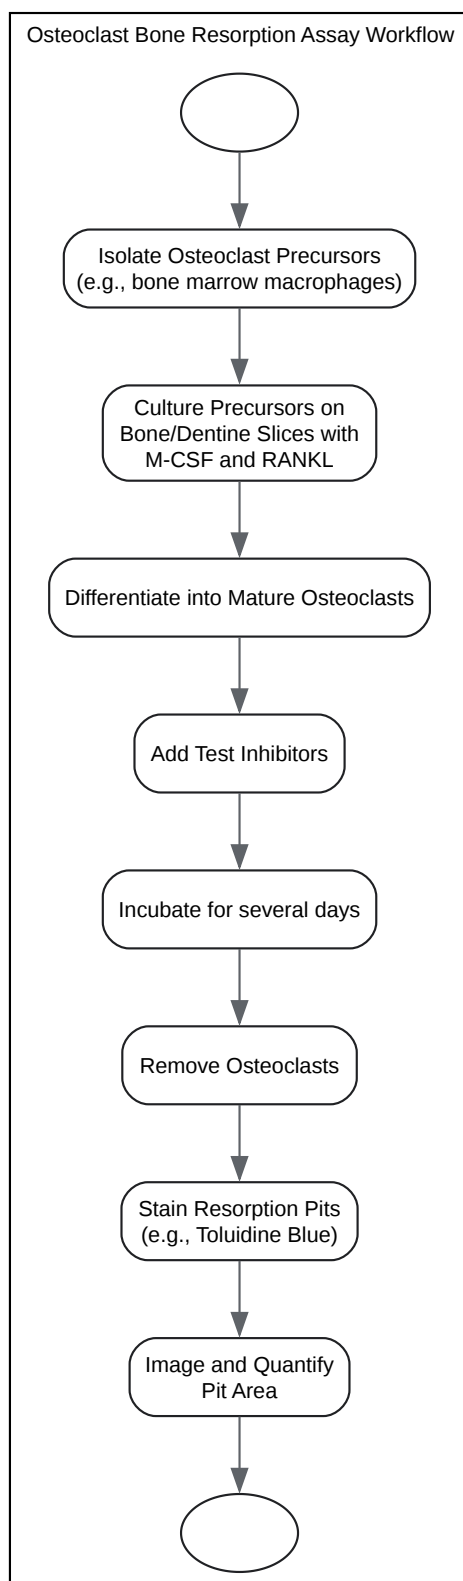 Osteoclast Bone Resorption Assay Workflow
Isolate Osteoclast Precursors
(e.g., bone marrow macrophages)
Culture Precursors on
Bone/Dentine Slices with
M-CSF and RANKL
Differentiate into Mature Osteoclasts
Add Test Inhibitors
Incubate for several days
Remove Osteoclasts
Stain Resorption Pits
(e.g., Toluidine Blue)
Image and Quantify
Pit Area